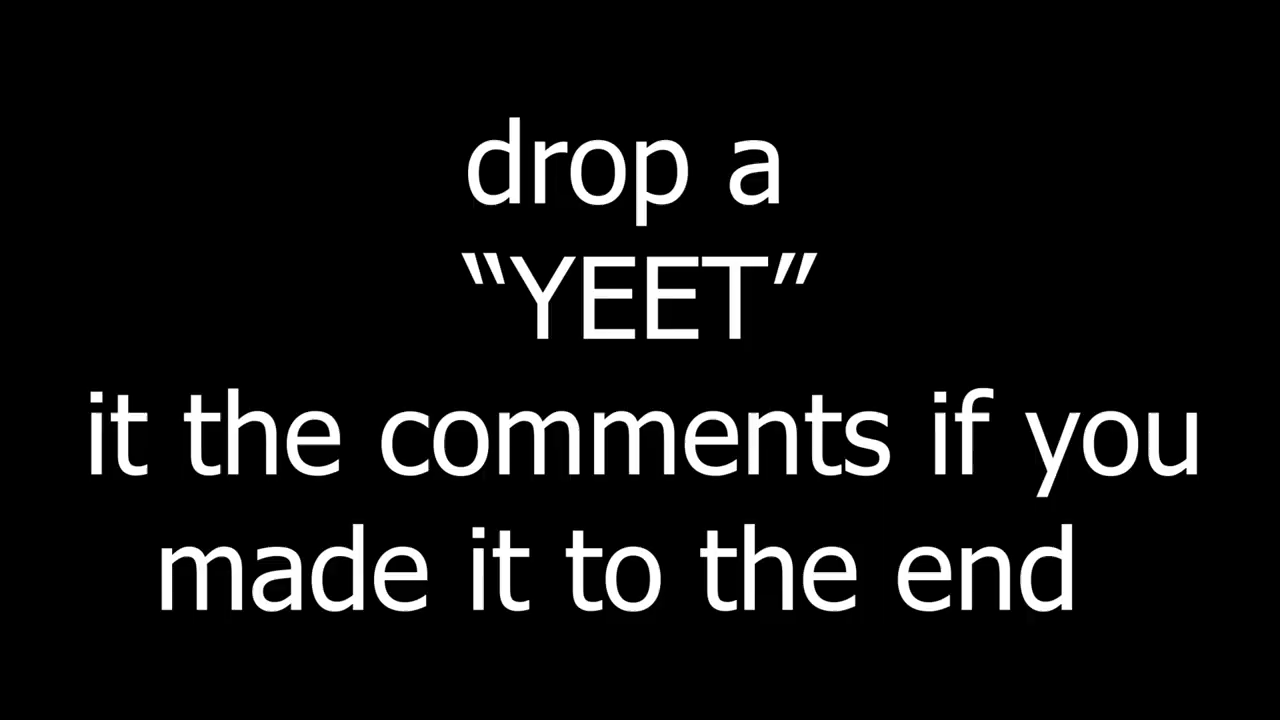 drop a
“YEET”
it the comments if you
made it to the end